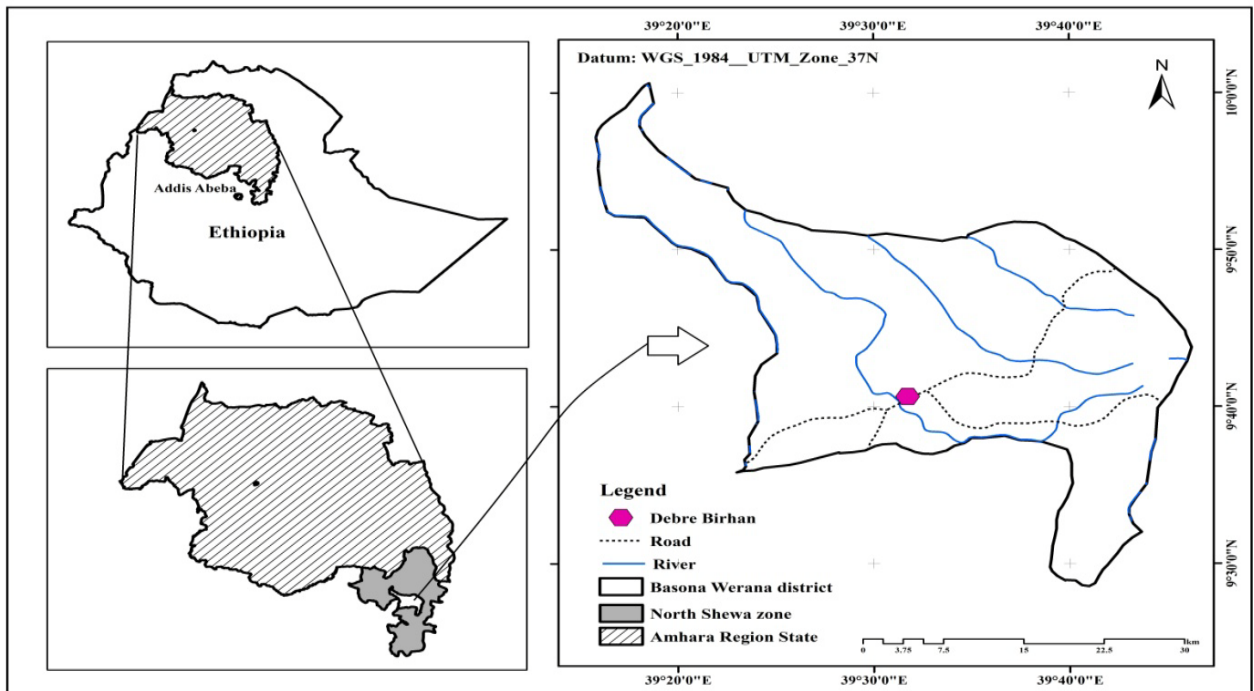 Addis Abeba
Ethiopia
39°20'0"E
39°30'0"E
39°40'0"E
Datum: WGS_1984__UTM_Zone_37N
N
10°0'0"N
9°50'0"N
9°40'0"N
9°30'0"N
Legend
Debre Birhan
Road
River
Basona Werana district
North Shewa zone
Amhara Region State
km
0 3.75 7.5 15 22.5 30
39°20'0"E
39°30'0"E
39°40'0"E